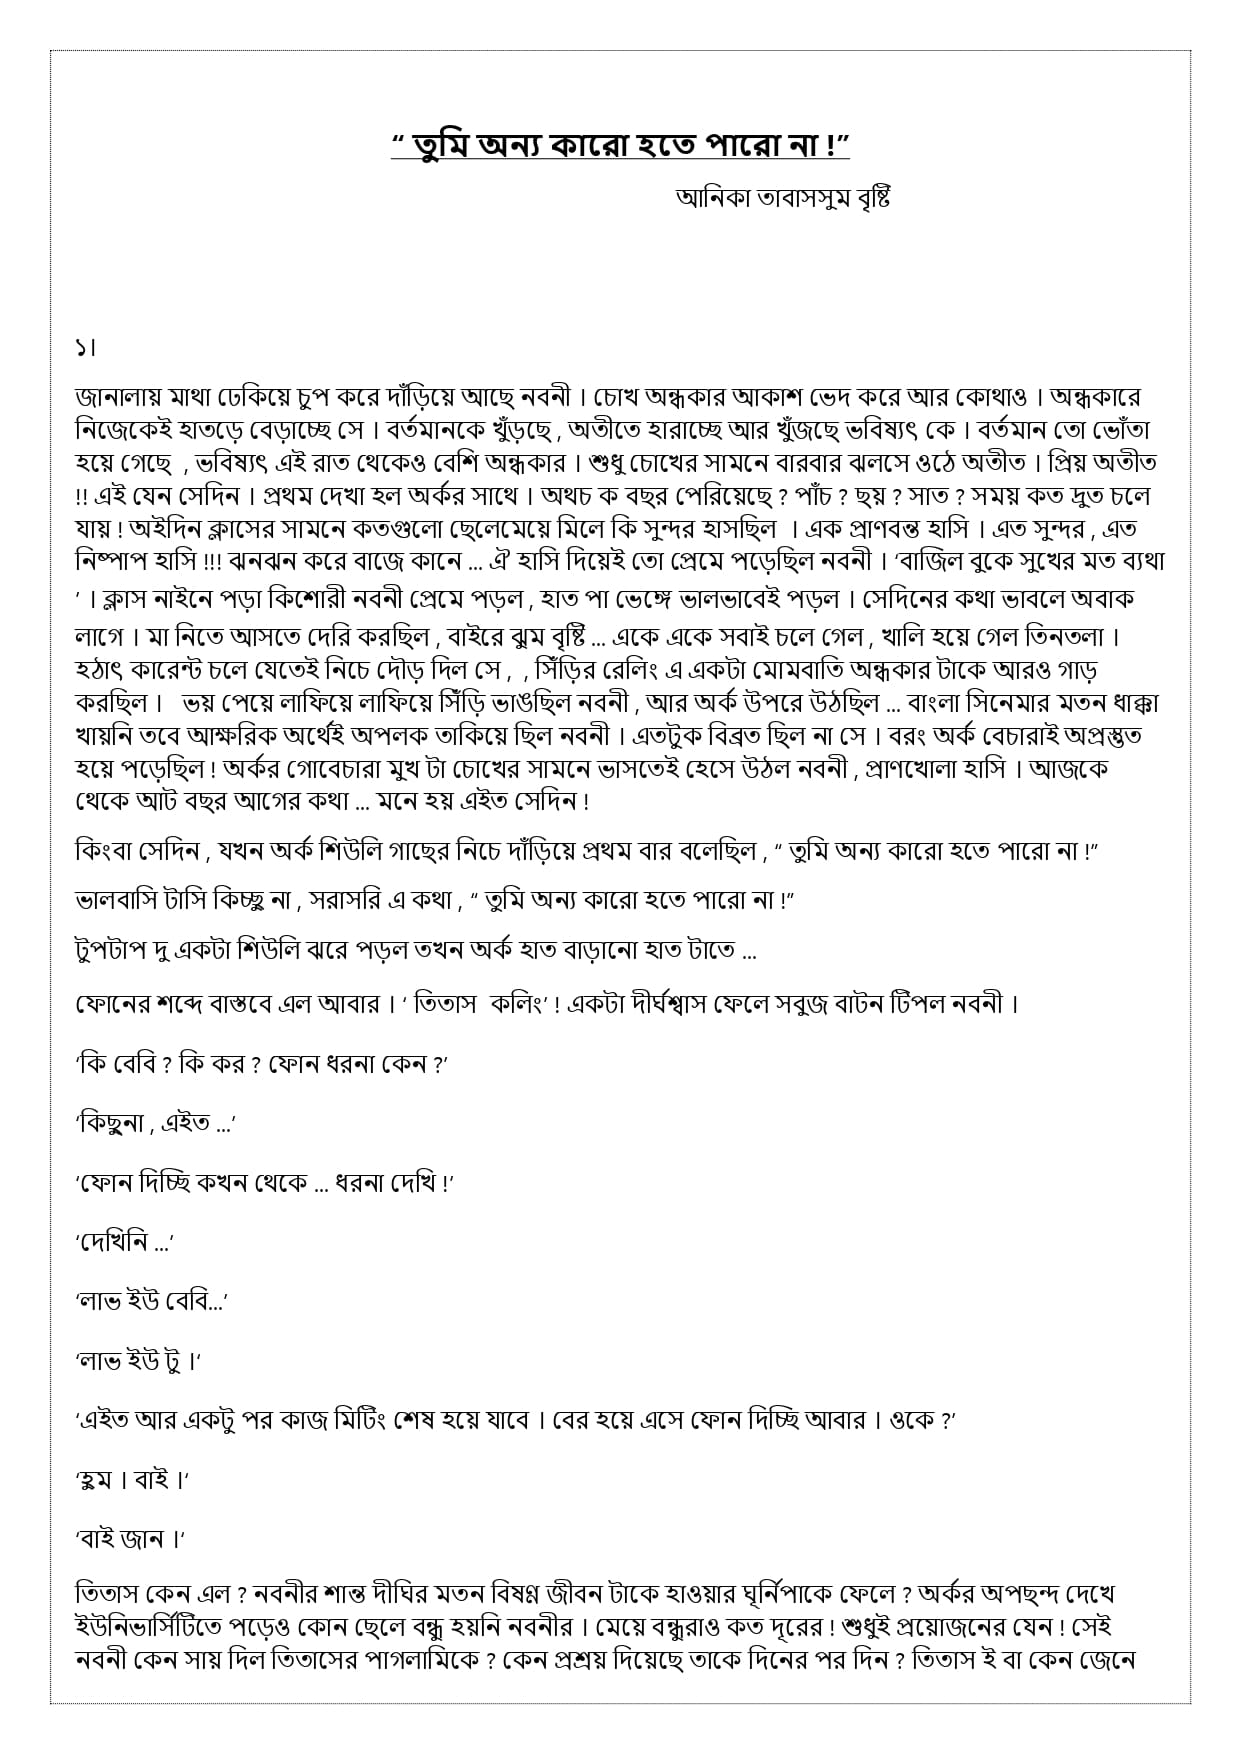 “ তুমি অন্য কারো হতে পারো না !”
আনিকা তাবাসসুম বৃষ্টি
১।
জানালায় মাথা ঢেকিয়ে চুপ করে দাঁড়িয়ে আছে নবনী । চোখ অন্ধকার আকাশ ভেদ করে আর কোথাও । অন্ধকারে
নিজেকেই হাতড়ে বেড়াচ্ছে সে । বর্তমানকে খুঁড়ছে , অতীতে হারাচ্ছে আর খুঁজছে ভবিষ্যৎ কে । বর্তমান তো ভোঁতা
হয়ে গেছে , ভবিষ্যৎ এই রাত থেকেও বেশি অন্ধকার । শুধু চোখের সামনে বারবার ঝলসে ওঠে অতীত । প্রিয় অতীত
!! এই যেন সেদিন । প্রথম দেখা হল অর্কর সাথে । অথচ ক বছর পেরিয়েছে ? পাঁচ ? ছয় ? সাত ? সময় কত দ্রুত চলে
যায় ! অইদিন ক্লাসের সামনে কতগুলো ছেলেমেয়ে মিলে কি সুন্দর হাসছিল । এক প্রাণবন্ত হাসি । এত সুন্দর , এত
নিষ্পাপ হাসি !!! ঝনঝন করে বাজে কানে ... ঐ হাসি দিয়েই তো প্রেমে পড়েছিল নবনী । ‘বাজিল বুকে সুখের মত ব্যথা
’ । ক্লাস নাইনে পড়া কিশোরী নবনী প্রেমে পড়ল , হাত পা ভেঙ্গে ভালভাবেই পড়ল । সেদিনের কথা ভাবলে অবাক
লাগে । মা নিতে আসতে দেরি করছিল , বাইরে ঝুম বৃষ্টি ... একে একে সবাই চলে গেল , খালি হয়ে গেল তিনতলা ।
হঠাৎ কারেন্ট চলে যেতেই নিচে দৌড় দিল সে , , সিঁড়ির রেলিং এ একটা মোমবাতি অন্ধকার টাকে আরও গাড়
করছিল । ভয় পেয়ে লাফিয়ে লাফিয়ে সিঁড়ি ভাঙছিল নবনী , আর অর্ক উপরে উঠছিল ... বাংলা সিনেমার মতন ধাক্কা
খায়নি তবে আক্ষরিক অর্থেই অপলক তাকিয়ে ছিল নবনী । এতটুক বিব্রত ছিল না সে । বরং অর্ক বেচারাই অপ্রস্তুত
হয়ে পড়েছিল ! অর্কর গোবেচারা মুখ টা চোখের সামনে ভাসতেই হেসে উঠল নবনী , প্রাণখোলা হাসি । আজকে
থেকে আট বছর আগের কথা ... মনে হয় এইত সেদিন !
কিংবা সেদিন , যখন অর্ক শিউলি গাছের নিচে দাঁড়িয়ে প্রথম বার বলেছিল , “ তুমি অন্য কারো হতে পারো না !”
ভালবাসি টাসি কিচ্ছু না , সরাসরি এ কথা , “ তুমি অন্য কারো হতে পারো না !”
টুপটাপ দু একটা শিউলি ঝরে পড়ল তখন অর্ক হাত বাড়ানো হাত টাতে ...
ফোনের শব্দে বাস্তবে এল আবার । ‘ তিতাস কলিং’ ! একটা দীর্ঘশ্বাস ফেলে সবুজ বাটন টিপল নবনী ।
‘কি বেবি ? কি কর ? ফোন ধরনা কেন ?’
‘কিছুনা , এইত ...’
‘ফোন দিচ্ছি কখন থেকে ... ধরনা দেখি !’
‘দেখিনি ...’
‘লাভ ইউ বেবি...’
‘লাভ ইউ টু ।‘
‘এইত আর একটু পর কাজ মিটিং শেষ হয়ে যাবে । বের হয়ে এসে ফোন দিচ্ছি আবার । ওকে ?’
‘হুম । বাই ।‘
‘বাই জান ।‘
তিতাস কেন এল ? নবনীর শান্ত দীঘির মতন বিষণ্ণ জীবন টাকে হাওয়ার ঘূর্নিপাকে ফেলে ? অর্কর অপছন্দ দেখে
ইউনিভার্সিটিতে পড়েও কোন ছেলে বন্ধু হয়নি নবনীর । মেয়ে বন্ধুরাও কত দূরের ! শুধুই প্রয়োজনের যেন ! সেই
নবনী কেন সায় দিল তিতাসের পাগলামিকে ? কেন প্রশ্রয় দিয়েছে তাকে দিনের পর দিন ? তিতাস ই বা কেন জেনে